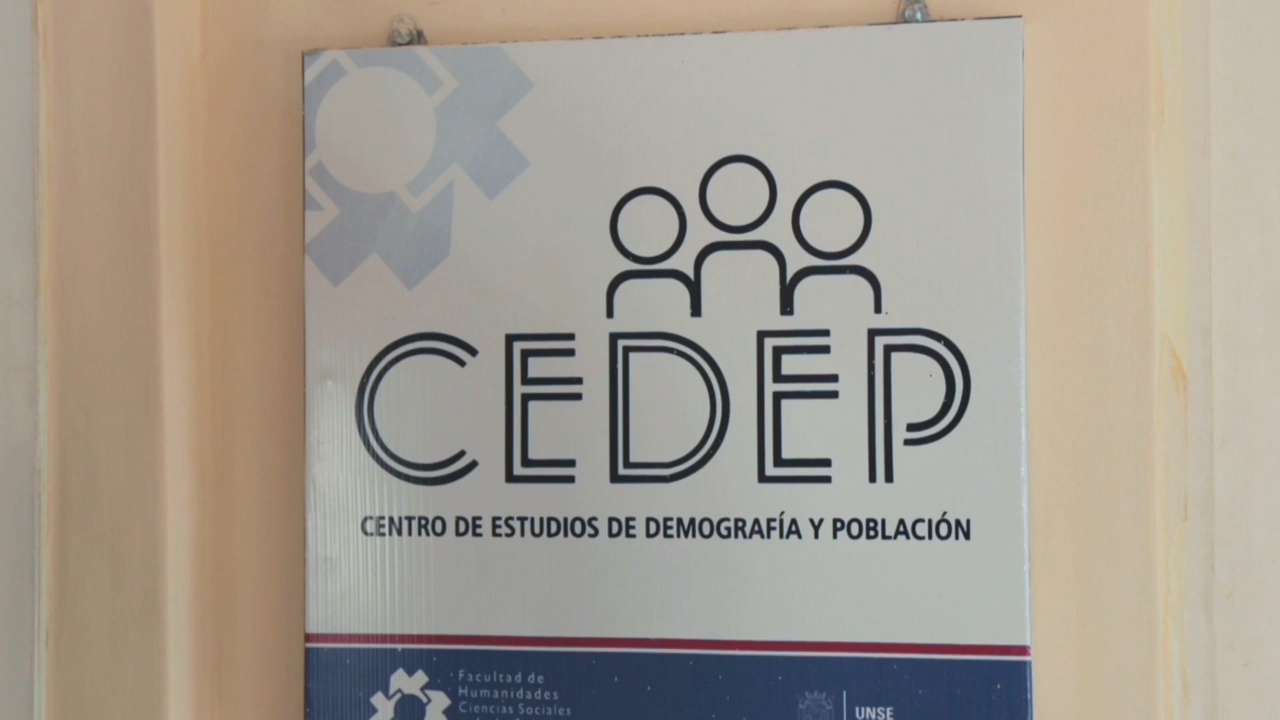 CEDEP
CENTRO DE ESTUDIOS DE DEMOGRAFÍA Y POBLACIÓN
Facultad de
Humanidades
Ciencias Sociales
UNSE